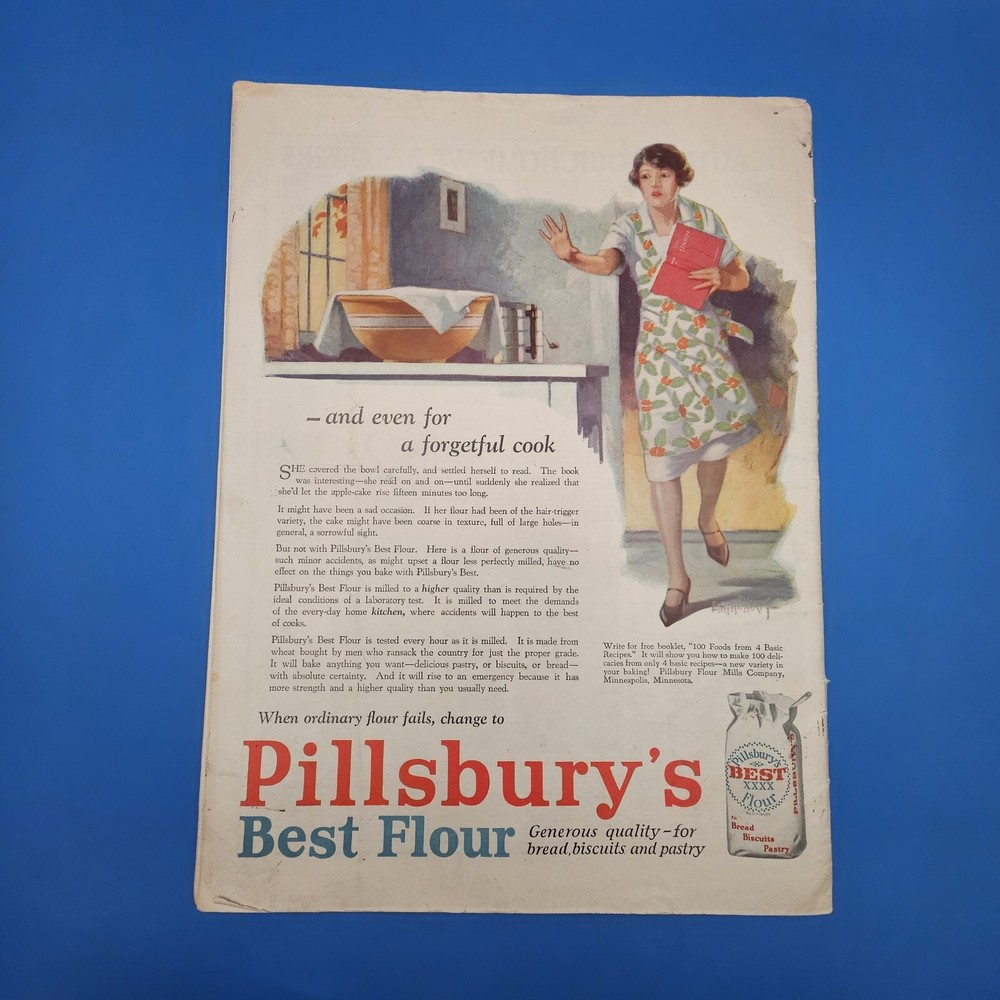 — and even for
a forgetful cook
SHE covered the bowl carefully, and settled herself to read. The book
was interesting—she read on and on—until suddenly she realized that
she'd let the apple-cake rise fifteen minutes too long.
It might have been a sad occasion. If her flour had been of the hair-trigger
variety, the cake might have been coarse in texture, full of large holes—in
general, a sorrowful sight.
But not with Pillsbury's Best Flour. Here is a flour of generous quality—
such minor accidents, as might upset a flour less perfectly milled, have no
effect on the things you bake with Pillsbury's Best.
Pillsbury's Best Flour is milled to a higher quality than is required by the
ideal conditions of a laboratory test. It is milled to meet the demands
of the every-day home kitchen, where accidents will happen to the best
of cooks.
Pillsbury's Best Flour is tested every hour as it is milled. It is made from
wheat bought by men who ransack the country for just the proper grade.
It will bake anything you want—delicious pastry, or biscuits, or bread—
with absolute certainty. And it will rise to an emergency because it has
more strength and a higher quality than you usually need.
Write for free booklet, "100 Foods from 4 Basic
Recipes." It will show you how to make 100 deli-
cacies from only 4 basic recipes—a new variety in
your baking! Pillsbury Flour Mills Company,
Minneapolis, Minnesota.
When ordinary flour fails, change to
Pillsbury's
Best Flour
Generous quality—for
bread, biscuits and pastry
Pillsbury's
BEST
XXXX
Flour
For
Bread
Biscuits
Pastry
PILLSBURY'S